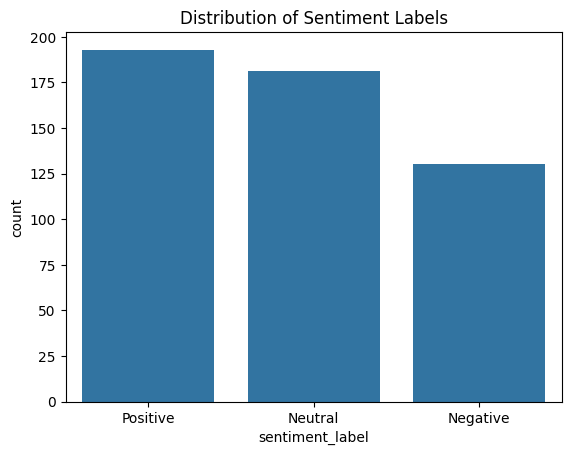 Distribution of Sentiment Labels
200
175
150
125
100
75
50
25
0
count
Positive Neutral Negative
sentiment_label